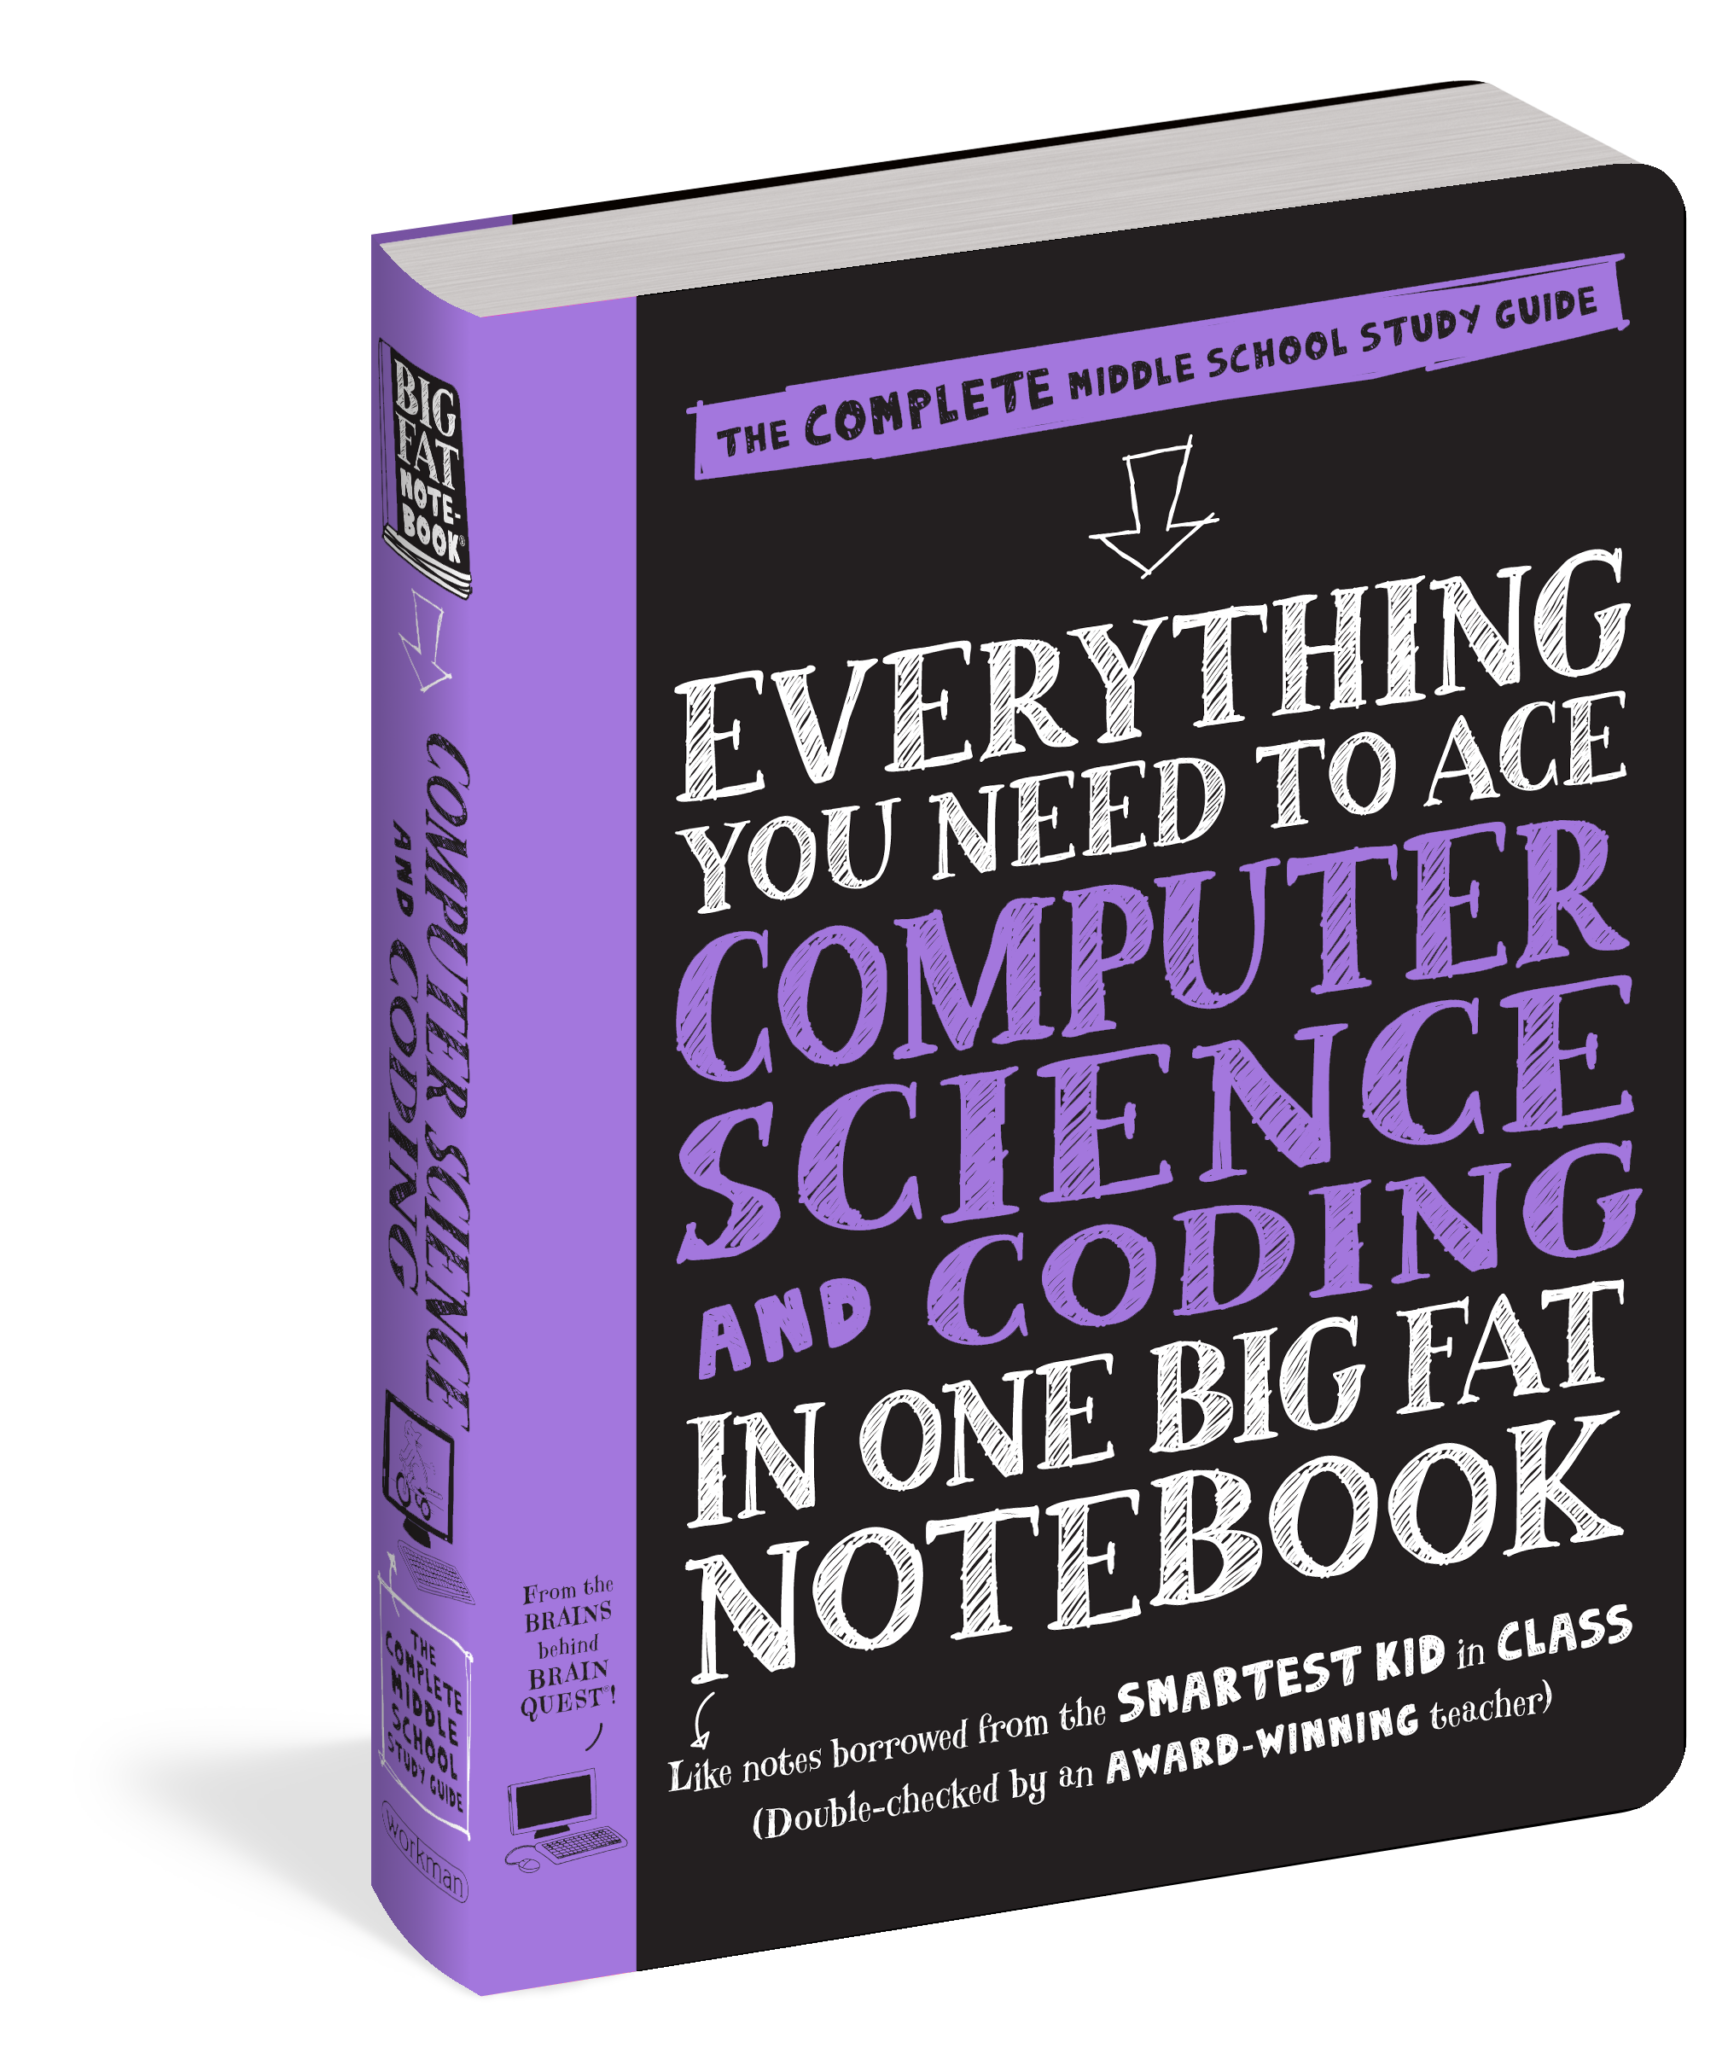 THE COMPLETE MIDDLE SCHOOL STUDY GUIDE
EVERYTHING
YOU NEED TO ACE
COMPUTER
SCIENCE
AND CODING
IN ONE BIG FAT
NOTEBOOK
Like notes borrowed from the SMARTEST KID in CLASS
(Double-checked by an AWARD-WINNING teacher)
From the
BRAINS
behind
BRAIN
QUEST®!
BIG
FAT
NOTE-
BOOK®
COMPUTER SCIENCE
AND CODING
THE
COMPLETE
MIDDLE
SCHOOL
STUDY GUIDE
workman